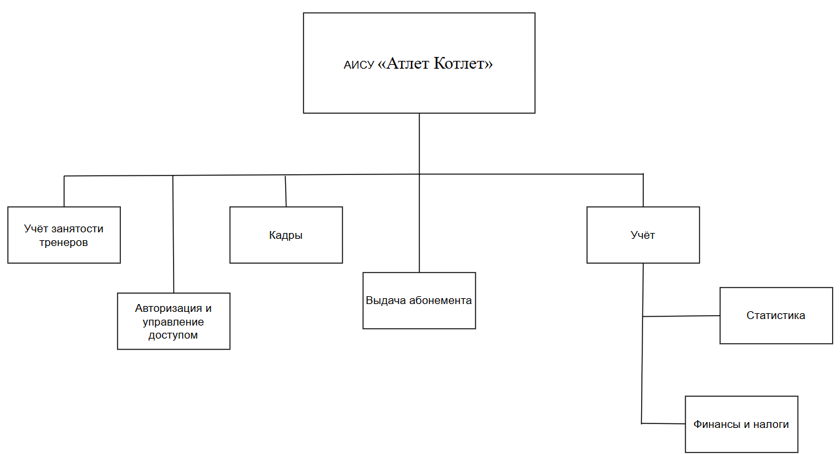 АИСУ «Атлет Котлет»
Учёт занятости
тренеров
Кадры
Учёт
Выдача абонемента
Авторизация и
управление
доступом
Статистика
Финансы и налоги